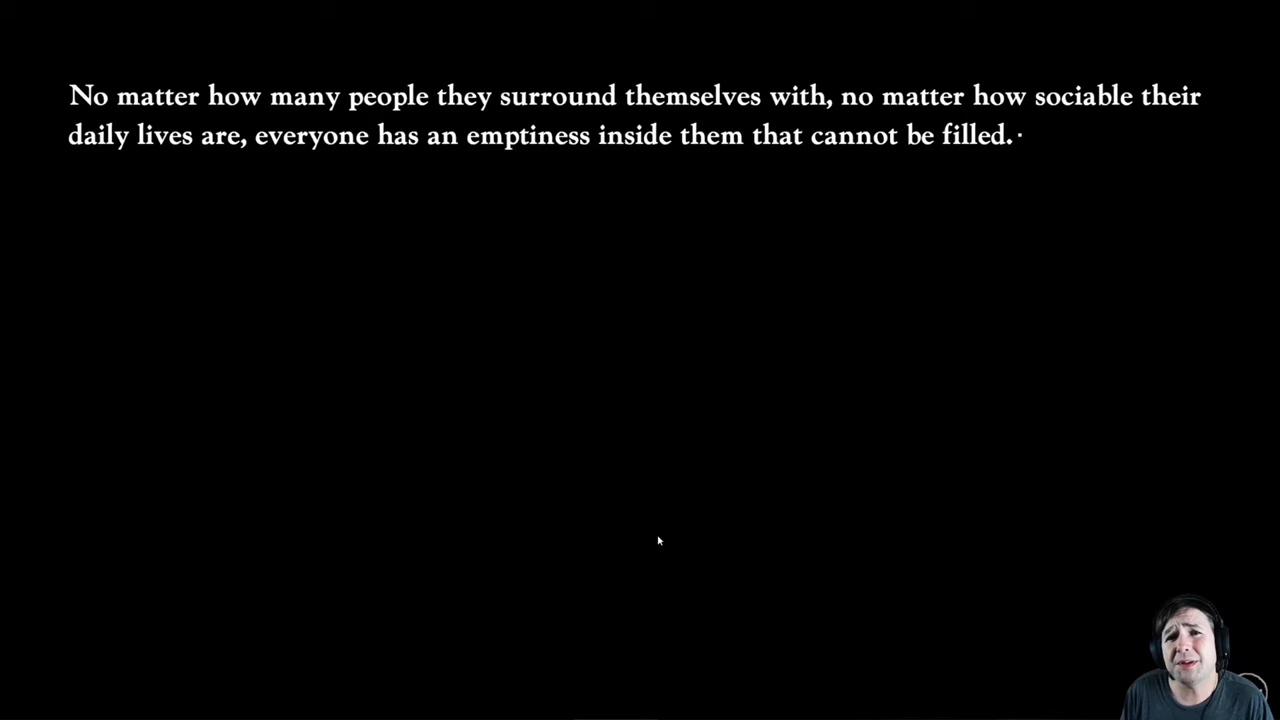 No matter how many people they surround themselves with, no matter how sociable their
daily lives are, everyone has an emptiness inside them that cannot be filled.